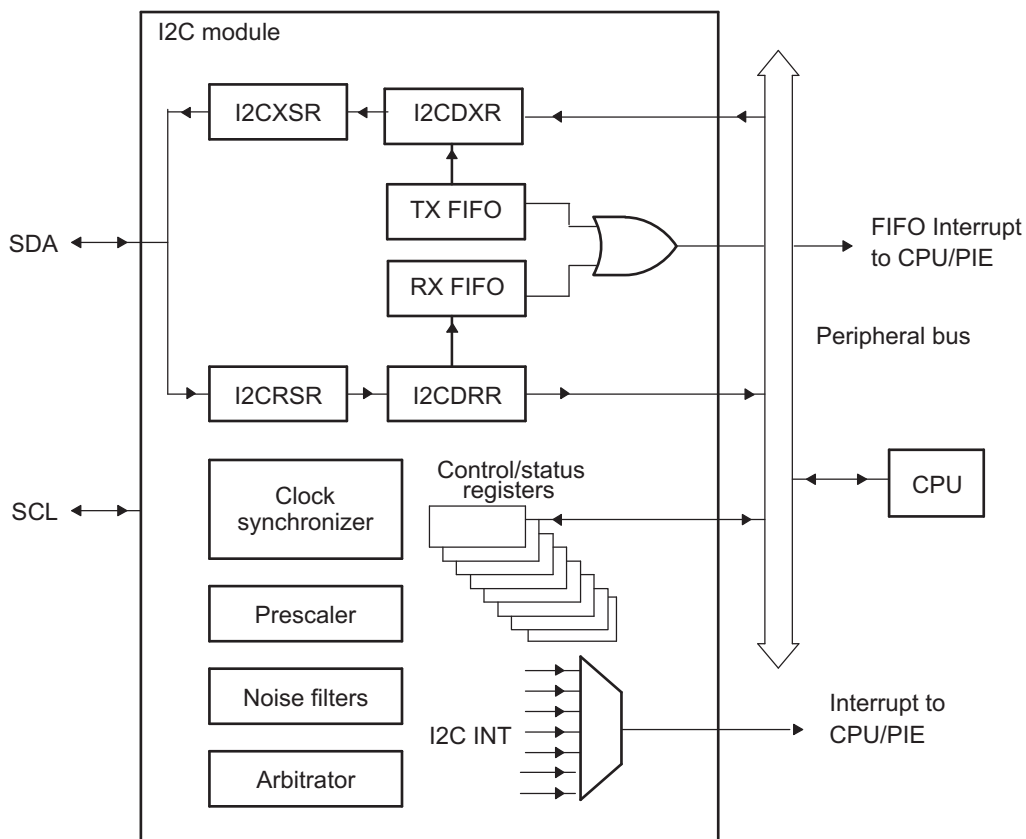 I2C module
I2CXSR
I2CDXR
TX FIFO
SDA
FIFO Interrupt
to CPU/PIE
RX FIFO
Peripheral bus
I2CRSR
I2CDRR
Control/status
registers
Clock
synchronizer
CPU
SCL
Prescaler
Noise filters
I2C INT
Interrupt to
CPU/PIE
Arbitrator